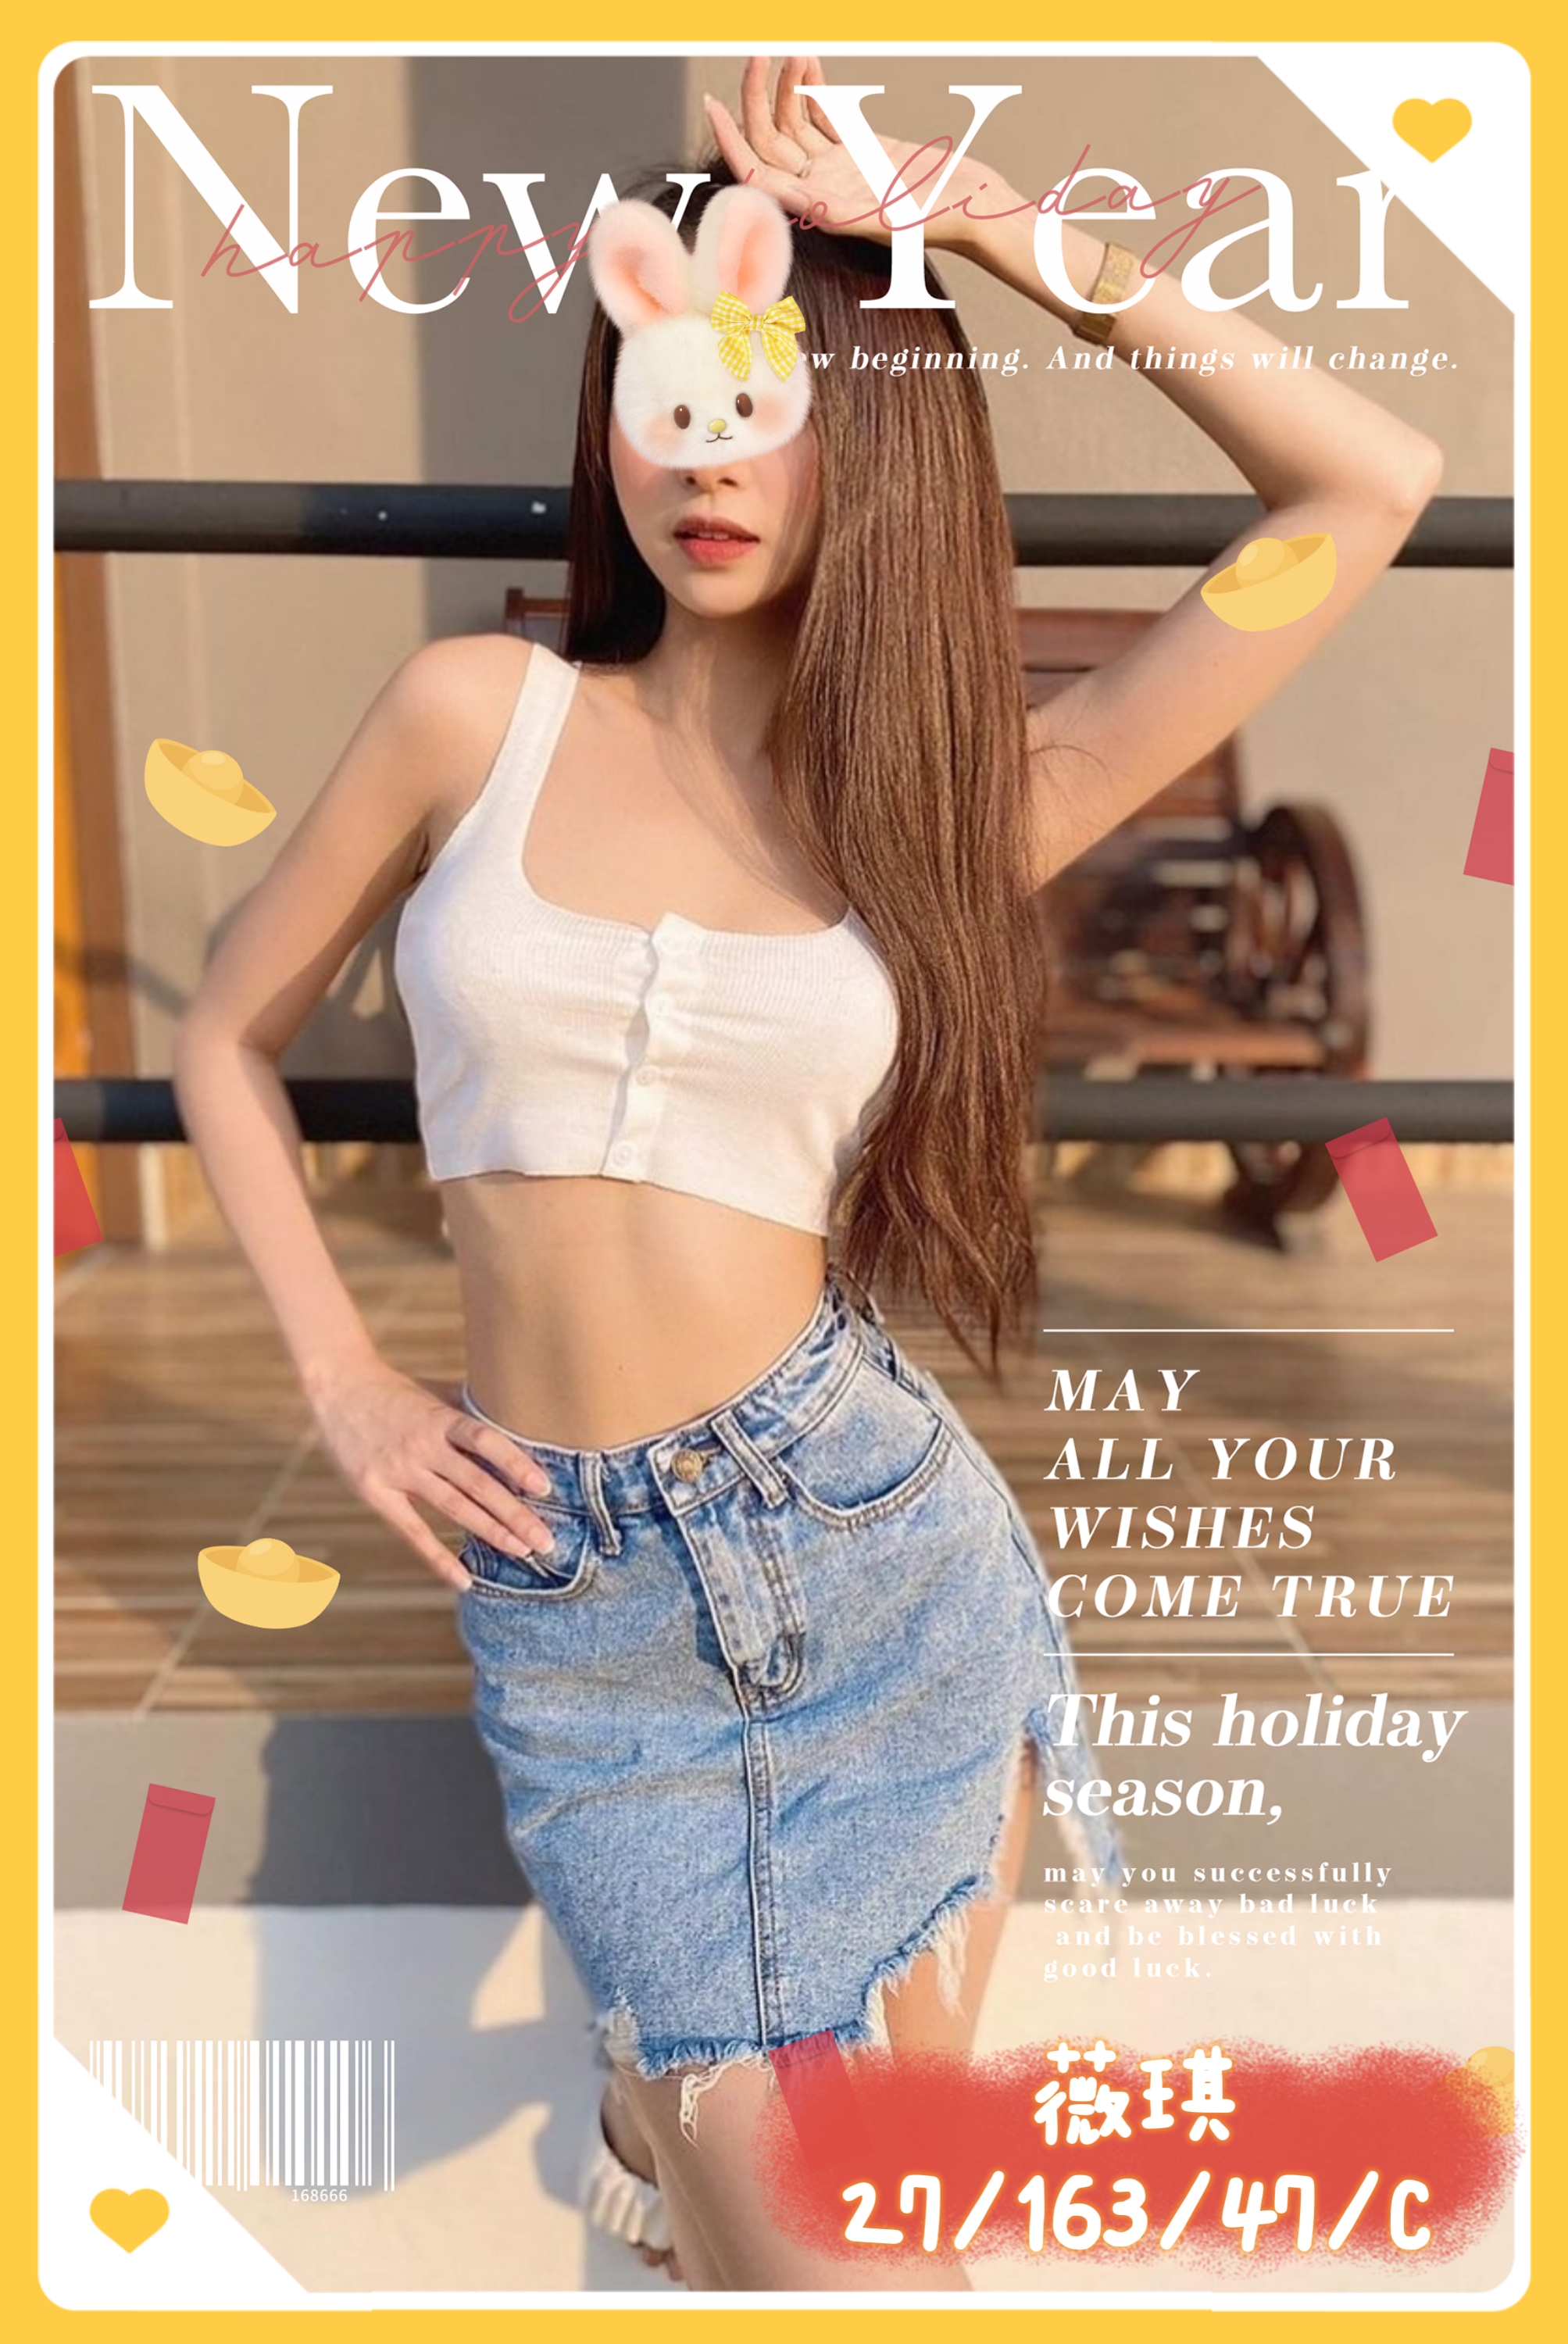 New Year
happy holiday
beginning. And things will change.
MAY
ALL YOUR
WISHES
COME TRUE
This holiday
season,
may you successfully
scare away bad luck
and be blessed with
good luck.
168666
薇琪
27/163/47/C